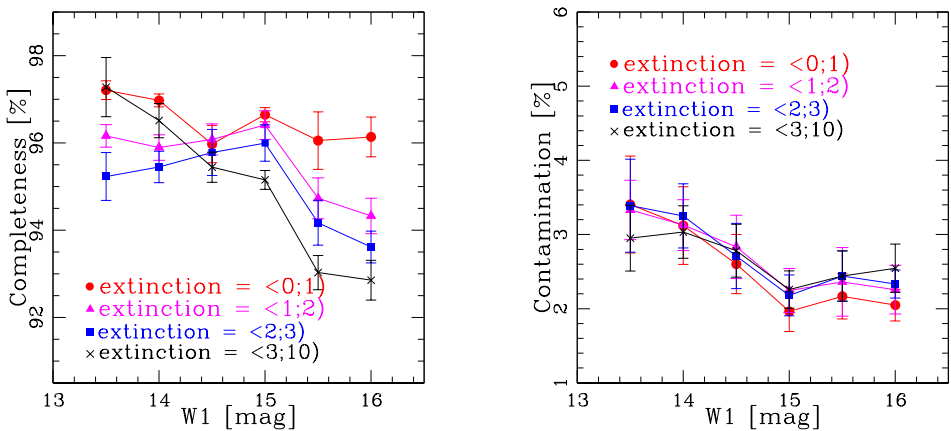 Completeness [%]
98
96
94
92
extinction = <0;1)
extinction = <1;2)
extinction = <2;3)
extinction = <3;10)
13
14
15
16
W1 [mag]
Contamination [%]
6
5
4
3
2
1
extinction = <0;1)
extinction = <1;2)
extinction = <2;3)
extinction = <3;10)
13
14
15
16
W1 [mag]